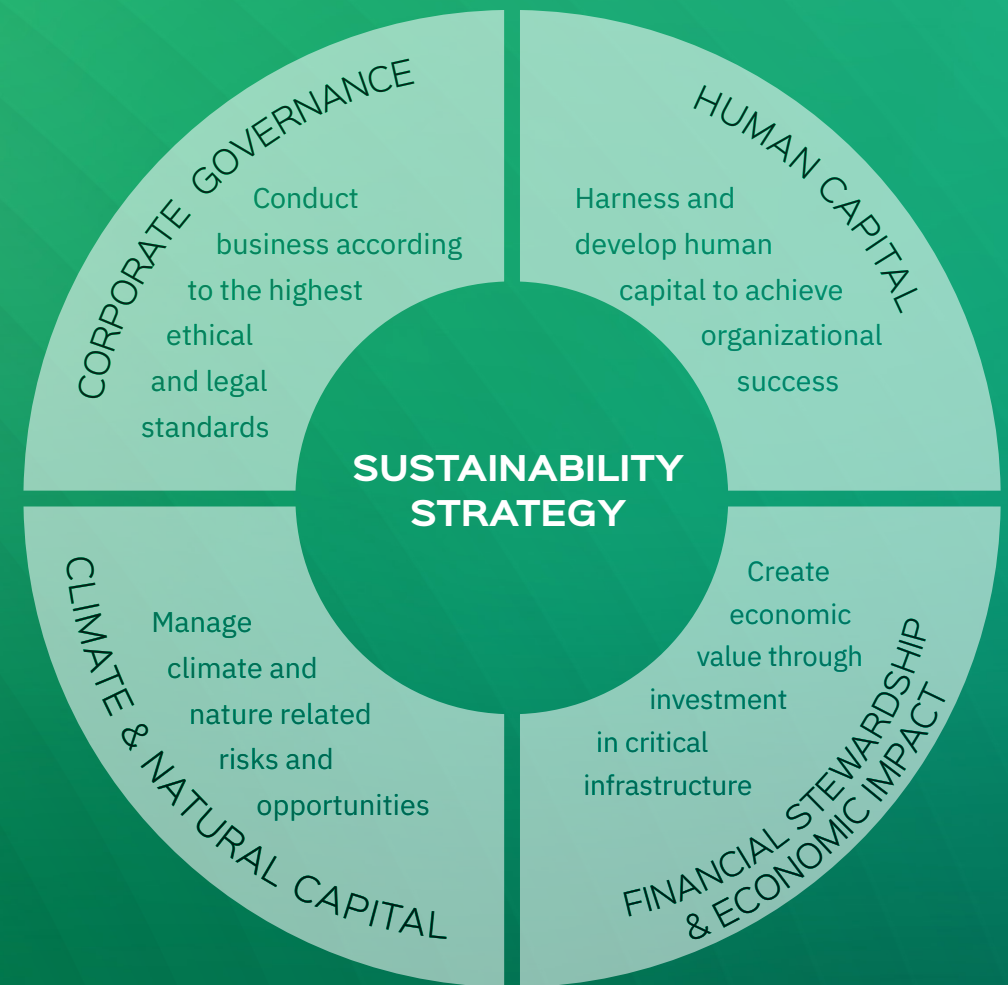 CORPORATE GOVERNANCE
Conduct
business according
to the highest
ethical
and legal
standards
HUMAN CAPITAL
Harness and
develop human
capital to achieve
organizational
success
SUSTAINABILITY
STRATEGY
CLIMATE & NATURAL CAPITAL
Manage
climate and
nature related
risks and
opportunities
FINANCIAL STEWARDSHIP
& ECONOMIC IMPACT
Create
economic
value through
investment
in critical
infrastructure